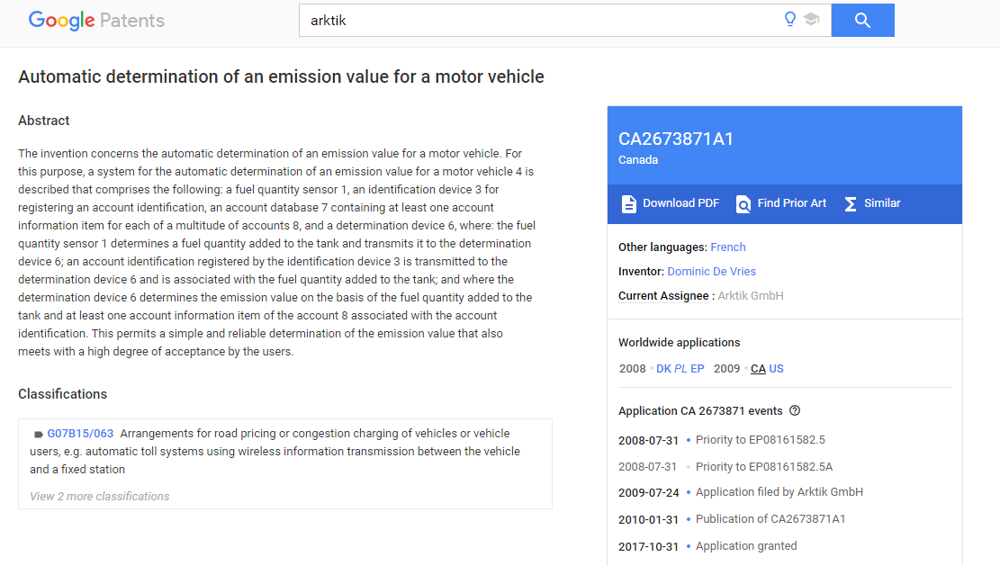 Google Patents
arktik
Automatic determination of an emission value for a motor vehicle
Abstract
The invention concerns the automatic determination of an emission value for a motor vehicle. For
this purpose, a system for the automatic determination of an emission value for a motor vehicle 4 is
described that comprises the following: a fuel quantity sensor 1, an identification device 3 for
registering an account identification, an account database 7 containing at least one account
information item for each of a multitude of accounts 8, and a determination device 6, where: the fuel
quantity sensor 1 determines a fuel quantity added to the tank and transmits it to the determination
device 6; an account identification registered by the identification device 3 is transmitted to the
determination device 6 and is associated with the fuel quantity added to the tank; and where the
determination device 6 determines the emission value on the basis of the fuel quantity added to the
tank and at least one account information item of the account 8 associated with the account
identification. This permits a simple and reliable determination of the emission value that also
meets with a high degree of acceptance by the users.
Classifications
G07B15/063 Arrangements for road pricing or congestion charging of vehicles or vehicle
users, e.g. automatic toll systems using wireless information transmission between the vehicle
and a fixed station
View 2 more classifications
CA2673871A1
Canada
Download PDF Find Prior Art Similar
Other languages: French
Inventor: Dominic De Vries
Current Assignee : Arktik GmbH
Worldwide applications
2008 • DK PL EP 2009 • CA US
Application CA 2673871 events
2008-07-31 • Priority to EP08161582.5
2008-07-31 • Priority to EP08161582.5A
2009-07-24 • Application filed by Arktik GmbH
2010-01-31 • Publication of CA2673871A1
2017-10-31 • Application granted